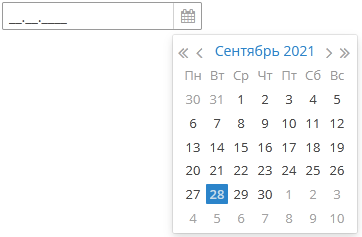 __.__.____
« ‹ Сентябрь 2021 › »
Пн Вт Ср Чт Пт Сб Вс
30 31 1 2 3 4 5
6 7 8 9 10 11 12
13 14 15 16 17 18 19
20 21 22 23 24 25 26
27 28 29 30 1 2 3
4 5 6 7 8 9 10